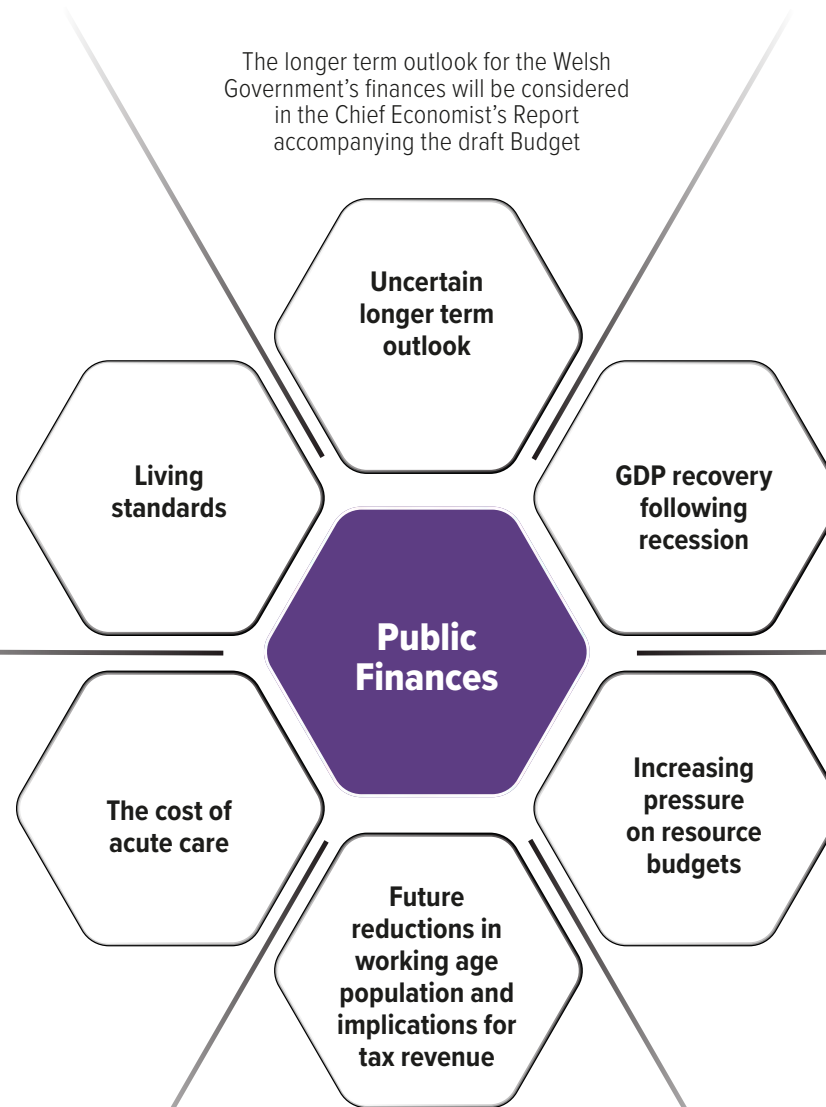 The longer term outlook for the Welsh
Government's finances will be considered
in the Chief Economist's Report
accompanying the draft Budget
Uncertain
longer term
outlook
Living
standards
GDP recovery
following
recession
Public
Finances
The cost of
acute care
Increasing
pressure
on resource
budgets
Future
reductions in
working age
population and
implications for
tax revenue